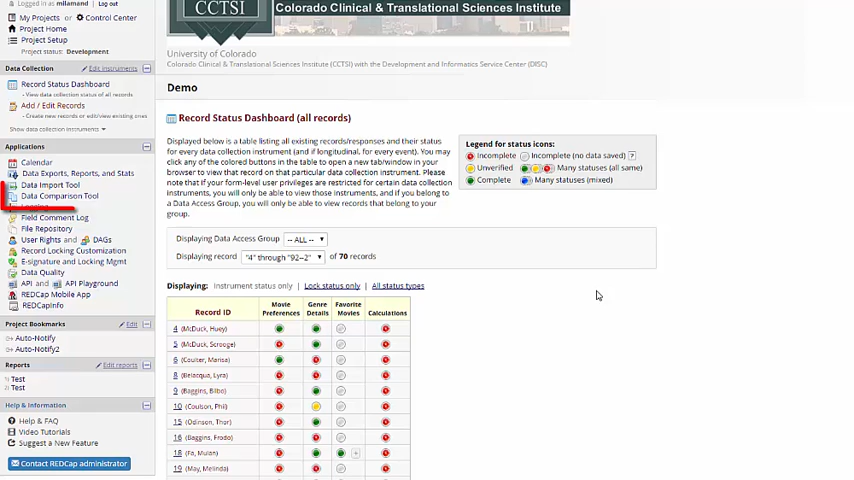 Logged in as milamand | Log out
My Projects or Control Center
Project Home
Project Setup
Project status: Development
Data Collection Edit instruments
Record Status Dashboard
- View data collection status of all records
Add / Edit Records
- Create new records or edit/view existing ones
Show data collection instruments
Applications
Calendar
Data Exports, Reports, and Stats
Data Import Tool
Data Comparison Tool
Field Comment Log
File Repository
User Rights and DAGs
Record Locking Customization
E-signature and Locking Mgmt
Data Quality
API and API Playground
REDCap Mobile App
REDCapInfo
Project Bookmarks Edit
Auto-Notify
Auto-Notify2
Reports Edit reports
1) Test
2) Test
Help & Information
Help & FAQ
Video Tutorials
Suggest a New Feature
Contact REDCap administrator
CCTSI
Colorado Clinical & Translational Sciences Institute
University of Colorado
Colorado Clinical & Translational Sciences Institute (CCTSI) with the Development and Informatics Service Center (DISC)
Demo
Record Status Dashboard (all records)
Displayed below is a table listing all existing records/responses and their status
for every data collection instrument (and if longitudinal, for every event). You may
click any of the colored buttons in the table to open a new tab/window in your
browser to view that record on that particular data collection instrument. Please
note that if your form-level user privileges are restricted for certain data collection
instruments, you will only be able to view those instruments, and if you belong to
a Data Access Group, you will only be able to view records that belong to your
group.
Legend for status icons:
Incomplete Incomplete (no data saved) ?
Unverified Many statuses (all same)
Complete Many statuses (mixed)
Displaying Data Access Group -- ALL --
Displaying record "4" through "92--2" of 70 records
Displaying: Instrument status only | Lock status only | All status types
Record ID Movie Preferences Genre Details Favorite Movies Calculations
4 (McDuck, Huey)
5 (McDuck, Scrooge)
6 (Coulter, Marisa)
8 (Belacqua, Lyra)
9 (Baggins, Bilbo)
10 (Coulson, Phil)
15 (Odinson, Thor)
16 (Baggins, Frodo)
18 (Fa, Mulan) +
19 (May, Melinda)